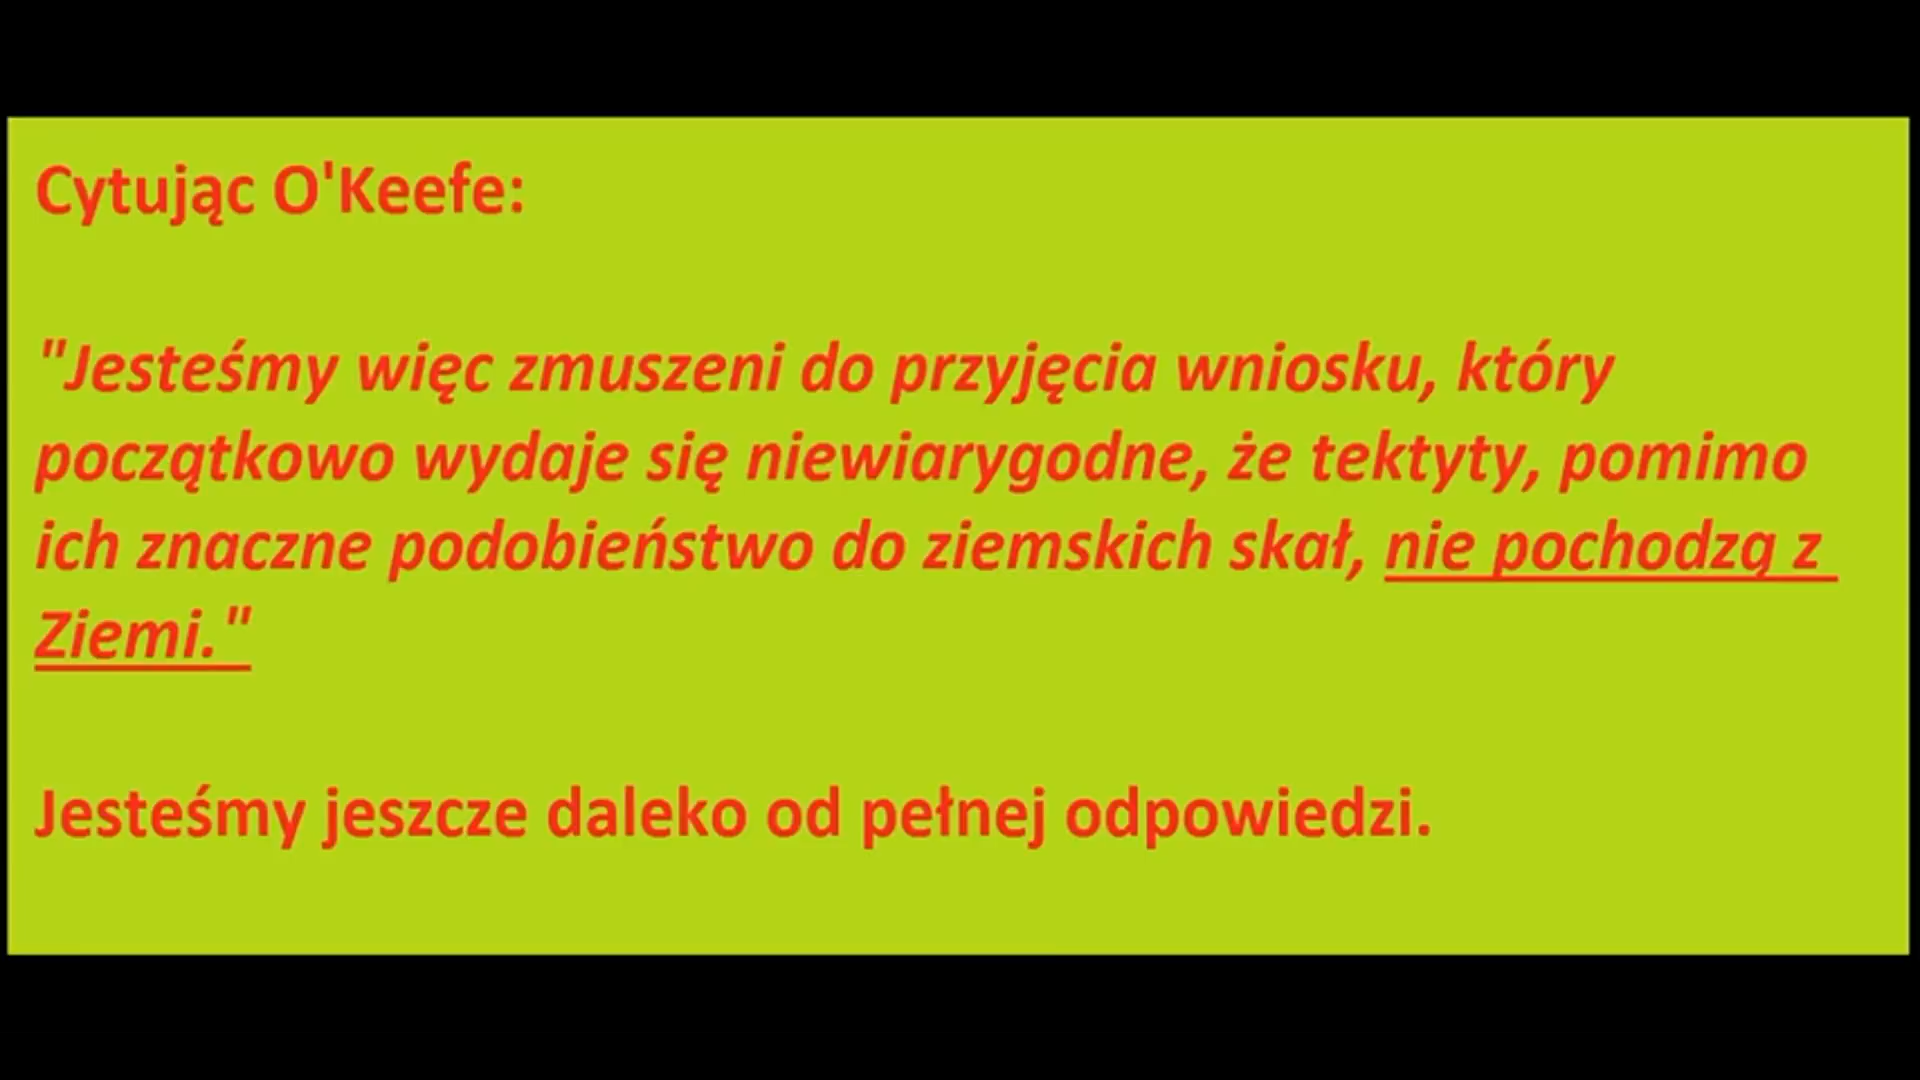 Cytując O'Keefe:
"Jesteśmy więc zmuszeni do przyjęcia wniosku, który
początkowo wydaje się niewiarygodne, że tektyty, pomimo
ich znaczne podobieństwo do ziemskich skał, nie pochodzą z
Ziemi."
Jesteśmy jeszcze daleko od pełnej odpowiedzi.